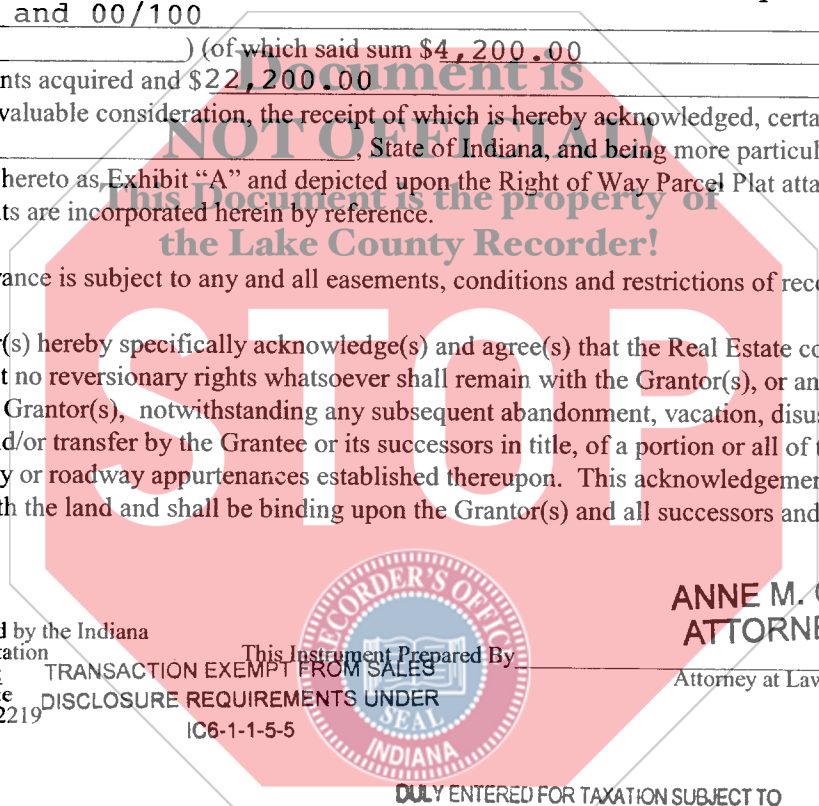 and 00/100
) (of which said sum $4,200.00
Document is
nts acquired and $22,200.00
valuable consideration, the receipt of which is hereby acknowledged, certa
NOT OFFICIAL!
, State of Indiana, and being more particul
hereto as Exhibit “A” and depicted upon the Right of Way Parcel Plat atta
This Document is the property of
ts are incorporated herein by reference.
the Lake County Recorder!
ance is subject to any and all easements, conditions and restrictions of reco
STOP
r(s) hereby specifically acknowledge(s) and agree(s) that the Real Estate co
t no reversionary rights whatsoever shall remain with the Grantor(s), or an
Grantor(s), notwithstanding any subsequent abandonment, vacation, disus
d/or transfer by the Grantee or its successors in title, of a portion or all of t
y or roadway appurtenances established thereupon. This acknowledgemen
th the land and shall be binding upon the Grantor(s) and all successors and
RECORDER'S OFFICE
ANNE M.
ATTORNE
d by the Indiana
tation
This Instrument Prepared By
TRANSACTION EXEMPT FROM SALES
Attorney at Law
te
DISCLOSURE REQUIREMENTS UNDER
2219
SEAL
IC6-1-1-5-5
INDIANA
DULY ENTERED FOR TAXATION SUBJECT TO